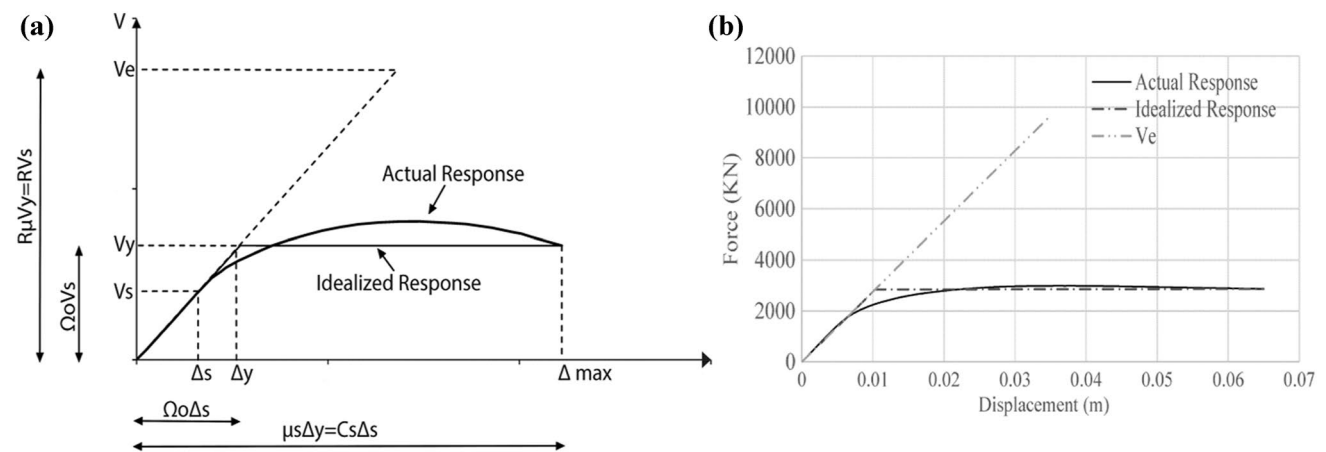 (a)
V
Ve
RμVy=RVs
Actual Response
Vy
Idealized Response
Vs
ΩoVs
Δs
Δy
Δ max
ΩoΔs
μsΔy=CsΔs
(b)
12000
10000
8000
6000
4000
2000
0
Force (KN)
Actual Response
Idealized Response
Ve
0
0.01
0.02
0.03
0.04
0.05
0.06
0.07
Displacement (m)